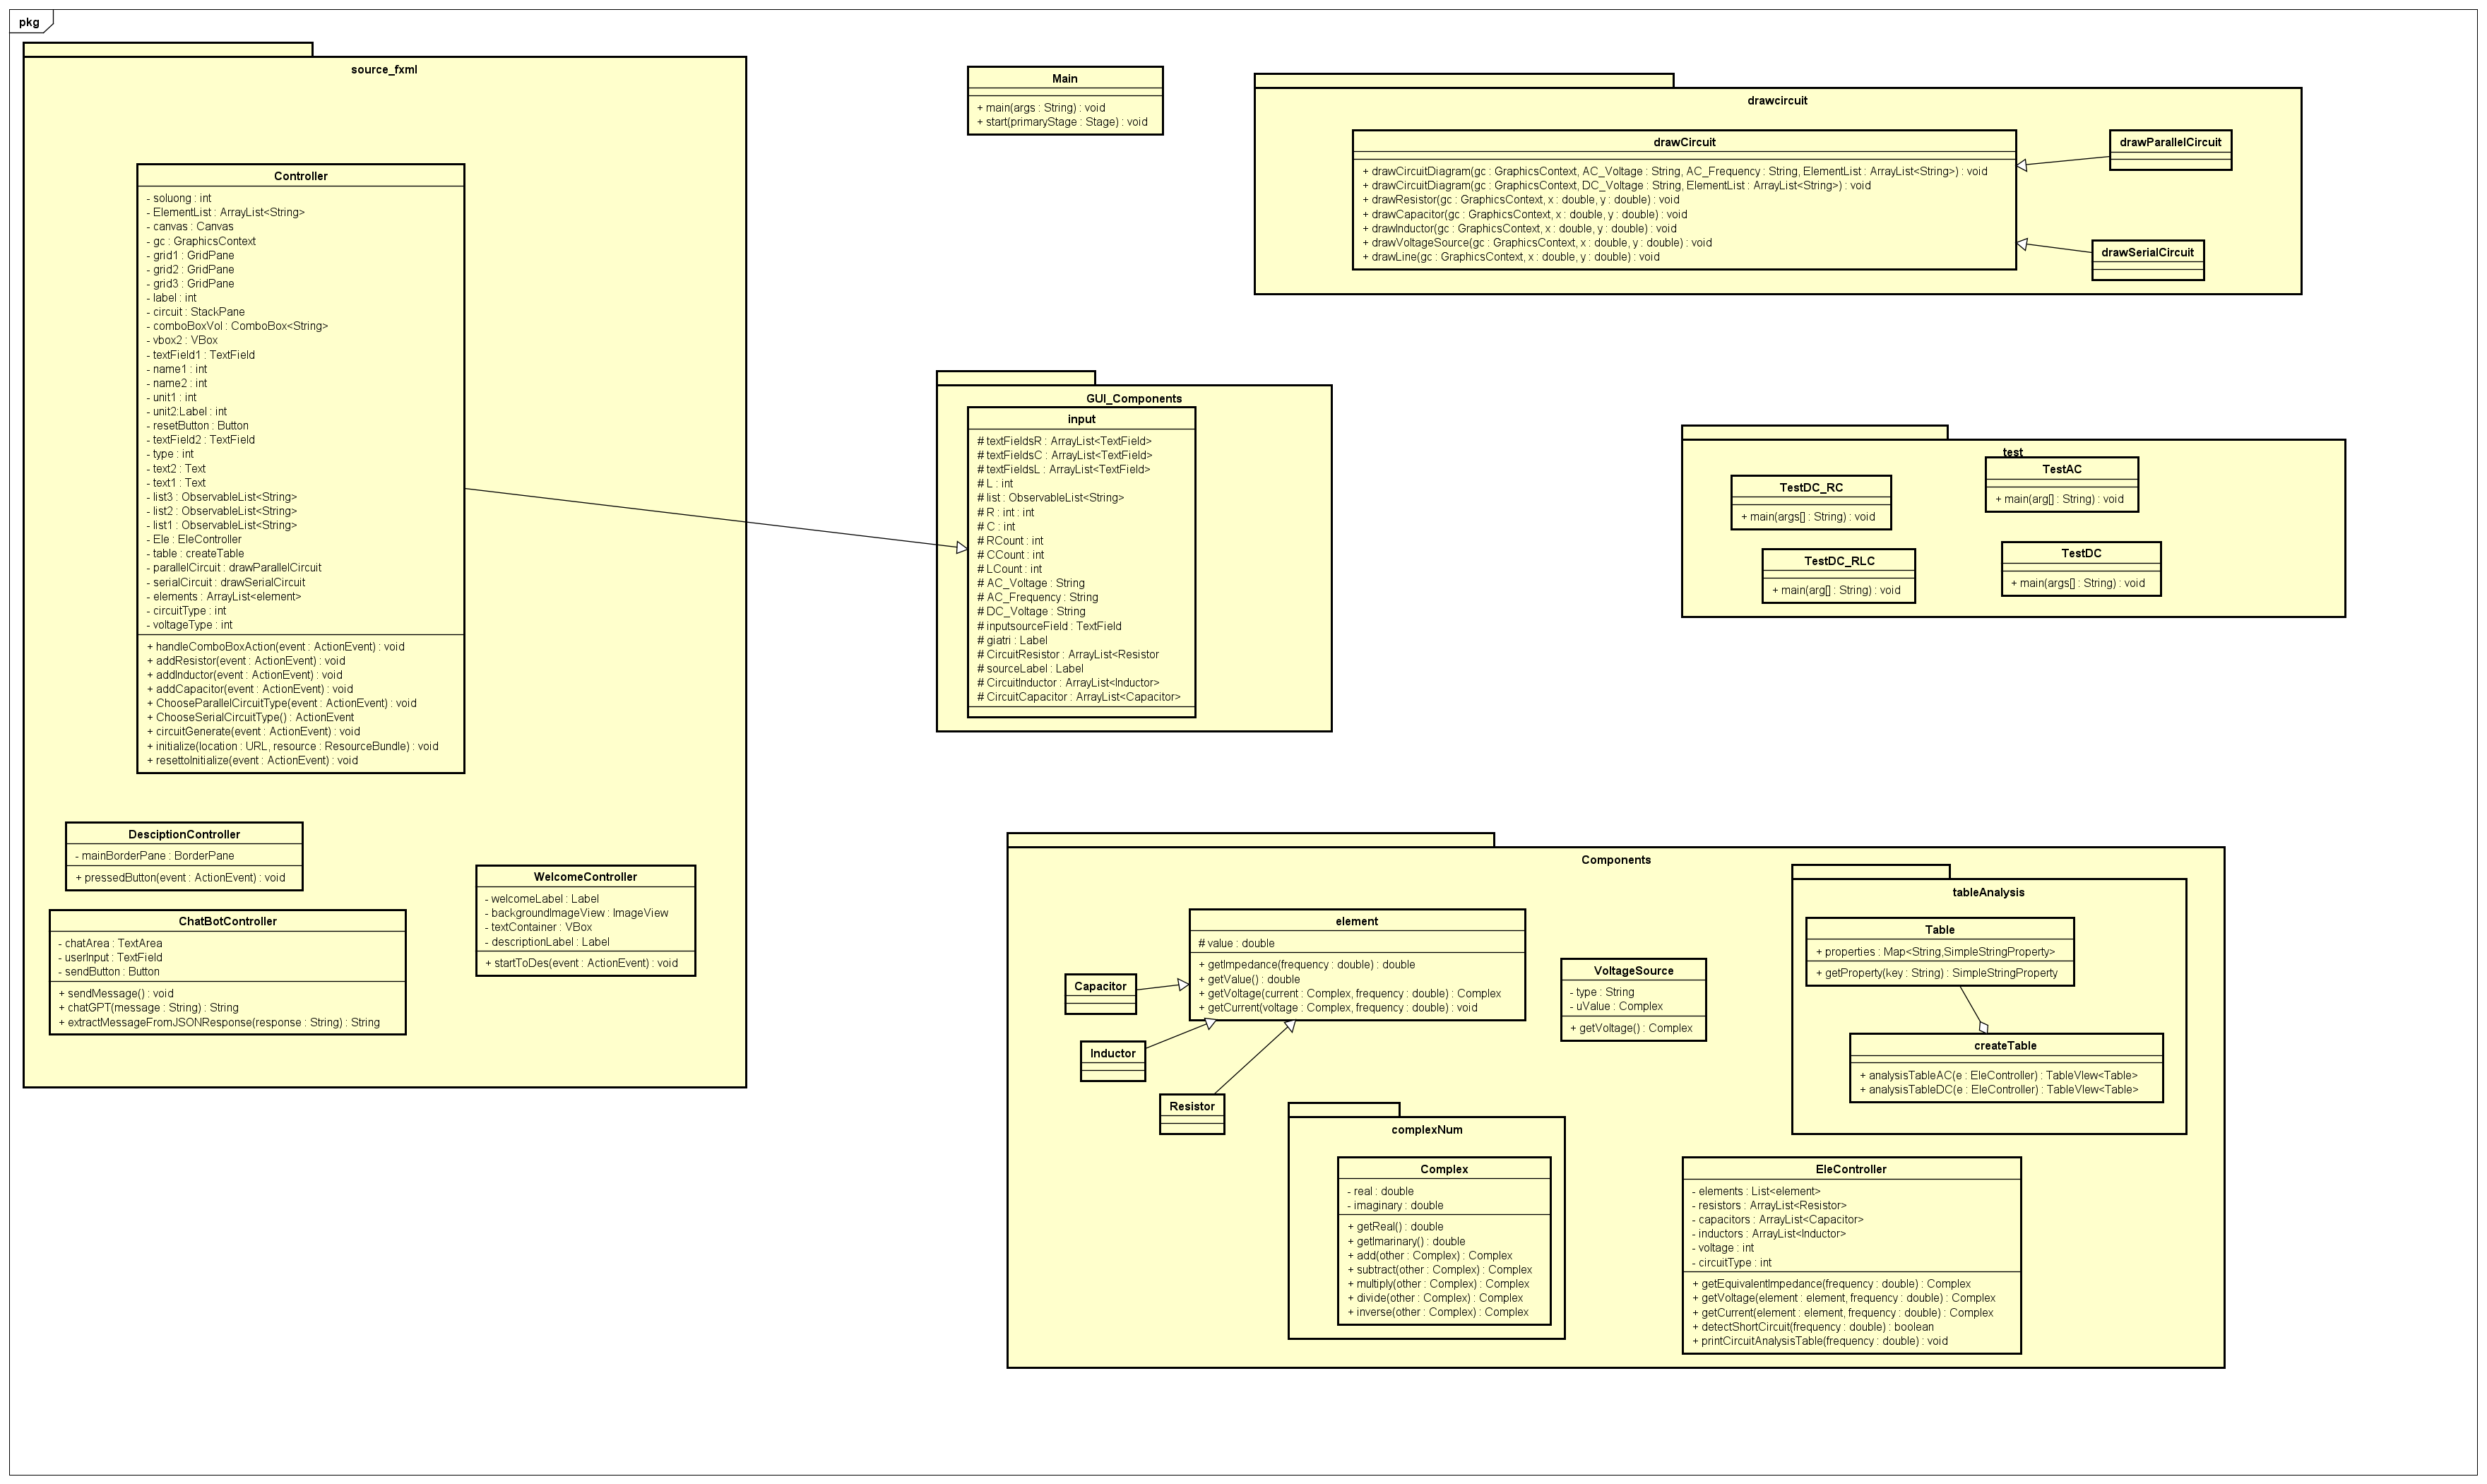 pkg
source_fxml
Controller
- soluong : int
- ElementList : ArrayList<String>
- canvas : Canvas
- gc : GraphicsContext
- grid1 : GridPane
- grid2 : GridPane
- grid3 : GridPane
- label : int
- circuit : StackPane
- comboBoxVol : ComboBox<String>
- vbox2 : VBox
- textField1 : TextField
- name1 : int
- name2 : int
- unit1 : int
- unit2:Label : int
- resetButton : Button
- textField2 : TextField
- type : int
- text2 : Text
- text1 : Text
- list3 : ObservableList<String>
- list2 : ObservableList<String>
- list1 : ObservableList<String>
- Ele : EleController
- table : createTable
- parallelCircuit : drawParallelCircuit
- serialCircuit : drawSerialCircuit
- elements : ArrayList<element>
- circuitType : int
- voltageType : int
+ handleComboBoxAction(event : ActionEvent) : void
+ addResistor(event : ActionEvent) : void
+ addInductor(event : ActionEvent) : void
+ addCapacitor(event : ActionEvent) : void
+ ChooseParallelCircuitType(event : ActionEvent) : void
+ ChooseSerialCircuitType() : ActionEvent
+ circuitGenerate(event : ActionEvent) : void
+ initialize(location : URL, resource : ResourceBundle) : void
+ resettoInitialize(event : ActionEvent) : void
DesciptionController
- mainBorderPane : BorderPane
+ pressedButton(event : ActionEvent) : void
ChatBotController
- chatArea : TextArea
- userInput : TextField
- sendButton : Button
+ sendMessage() : void
+ chatGPT(message : String) : String
+ extractMessageFromJSONResponse(response : String) : String
WelcomeController
- welcomeLabel : Label
- backgroundImageView : ImageView
- textContainer : VBox
- descriptionLabel : Label
+ startToDes(event : ActionEvent) : void
Main
+ main(args : String) : void
+ start(primaryStage : Stage) : void
drawcircuit
drawCircuit
+ drawCircuitDiagram(gc : GraphicsContext, AC_Voltage : String, AC_Frequency : String, ElementList : ArrayList<String>) : void
+ drawCircuitDiagram(gc : GraphicsContext, DC_Voltage : String, ElementList : ArrayList<String>) : void
+ drawResistor(gc : GraphicsContext, x : double, y : double) : void
+ drawCapacitor(gc : GraphicsContext, x : double, y : double) : void
+ drawInductor(gc : GraphicsContext, x : double, y : double) : void
+ drawVoltageSource(gc : GraphicsContext, x : double, y : double) : void
+ drawLine(gc : GraphicsContext, x : double, y : double) : void
drawParallelCircuit
drawSerialCircuit
GUI_Components
input
# textFieldsR : ArrayList<TextField>
# textFieldsC : ArrayList<TextField>
# textFieldsL : ArrayList<TextField>
# L : int
# list : ObservableList<String>
# R : int : int
# C : int
# RCount : int
# CCount : int
# LCount : int
# AC_Voltage : String
# AC_Frequency : String
# DC_Voltage : String
# inputsourceField : TextField
# giatri : Label
# CircuitResistor : ArrayList<Resistor
# sourceLabel : Label
# CircuitInductor : ArrayList<Inductor>
# CircuitCapacitor : ArrayList<Capacitor>
test
TestDC_RC
+ main(args[] : String) : void
TestAC
+ main(arg[] : String) : void
TestDC_RLC
+ main(arg[] : String) : void
TestDC
+ main(args[] : String) : void
Components
element
# value : double
+ getImpedance(frequency : double) : double
+ getValue() : double
+ getVoltage(current : Complex, frequency : double) : Complex
+ getCurrent(voltage : Complex, frequency : double) : void
Capacitor
Inductor
Resistor
VoltageSource
- type : String
- uValue : Complex
+ getVoltage() : Complex
tableAnalysis
Table
+ properties : Map<String,SimpleStringProperty>
+ getProperty(key : String) : SimpleStringProperty
createTable
+ analysisTableAC(e : EleController) : TableVIew<Table>
+ analysisTableDC(e : EleController) : TableVIew<Table>
complexNum
Complex
- real : double
- imaginary : double
+ getReal() : double
+ getImarinary() : double
+ add(other : Complex) : Complex
+ subtract(other : Complex) : Complex
+ multiply(other : Complex) : Complex
+ divide(other : Complex) : Complex
+ inverse(other : Complex) : Complex
EleController
- elements : List<element>
- resistors : ArrayList<Resistor>
- capacitors : ArrayList<Capacitor>
- inductors : ArrayList<Inductor>
- voltage : int
- circuitType : int
+ getEquivalentImpedance(frequency : double) : Complex
+ getVoltage(element : element, frequency : double) : Complex
+ getCurrent(element : element, frequency : double) : Complex
+ detectShortCircuit(frequency : double) : boolean
+ printCircuitAnalysisTable(frequency : double) : void